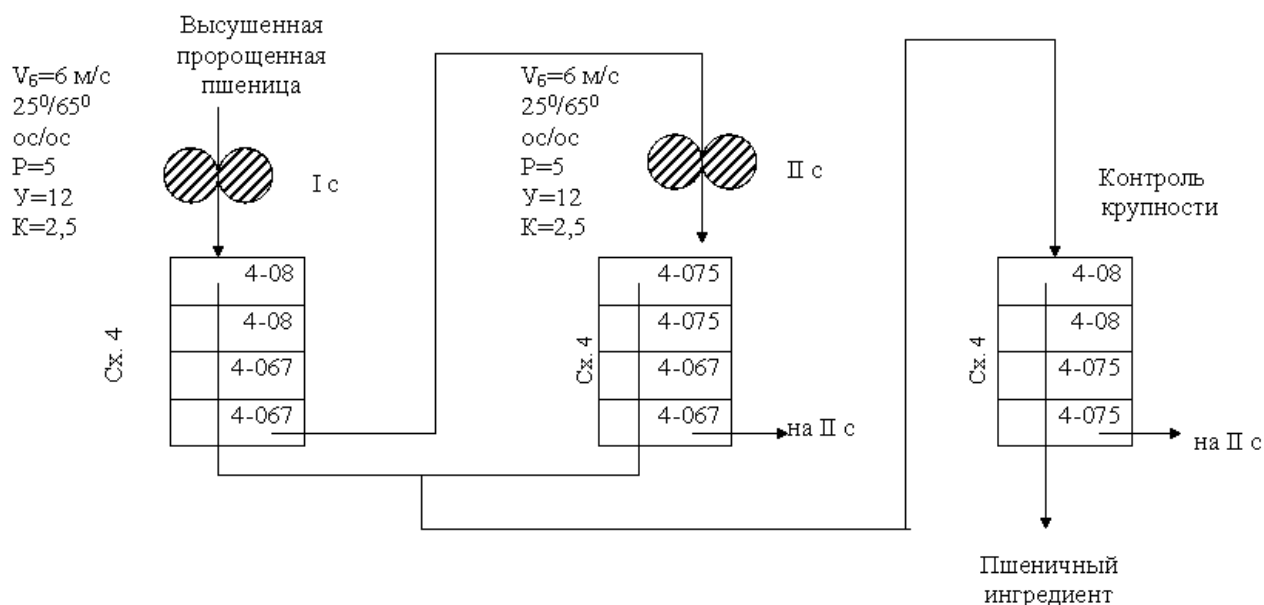 Высушенная
пророщенная
пшеница
Vб=6 м/с
25⁰/65⁰
ос/ос
Р=5
У=12
К=2,5
I с
Сх. 4
4-08
4-08
4-067
4-067
Vб=6 м/с
25⁰/65⁰
ос/ос
Р=5
У=12
К=2,5
II с
Сх. 4
4-075
4-075
4-067
4-067
на II с
Контроль
крупности
Сх. 4
4-08
4-08
4-075
4-075
на II с
Пшеничный
ингредиент